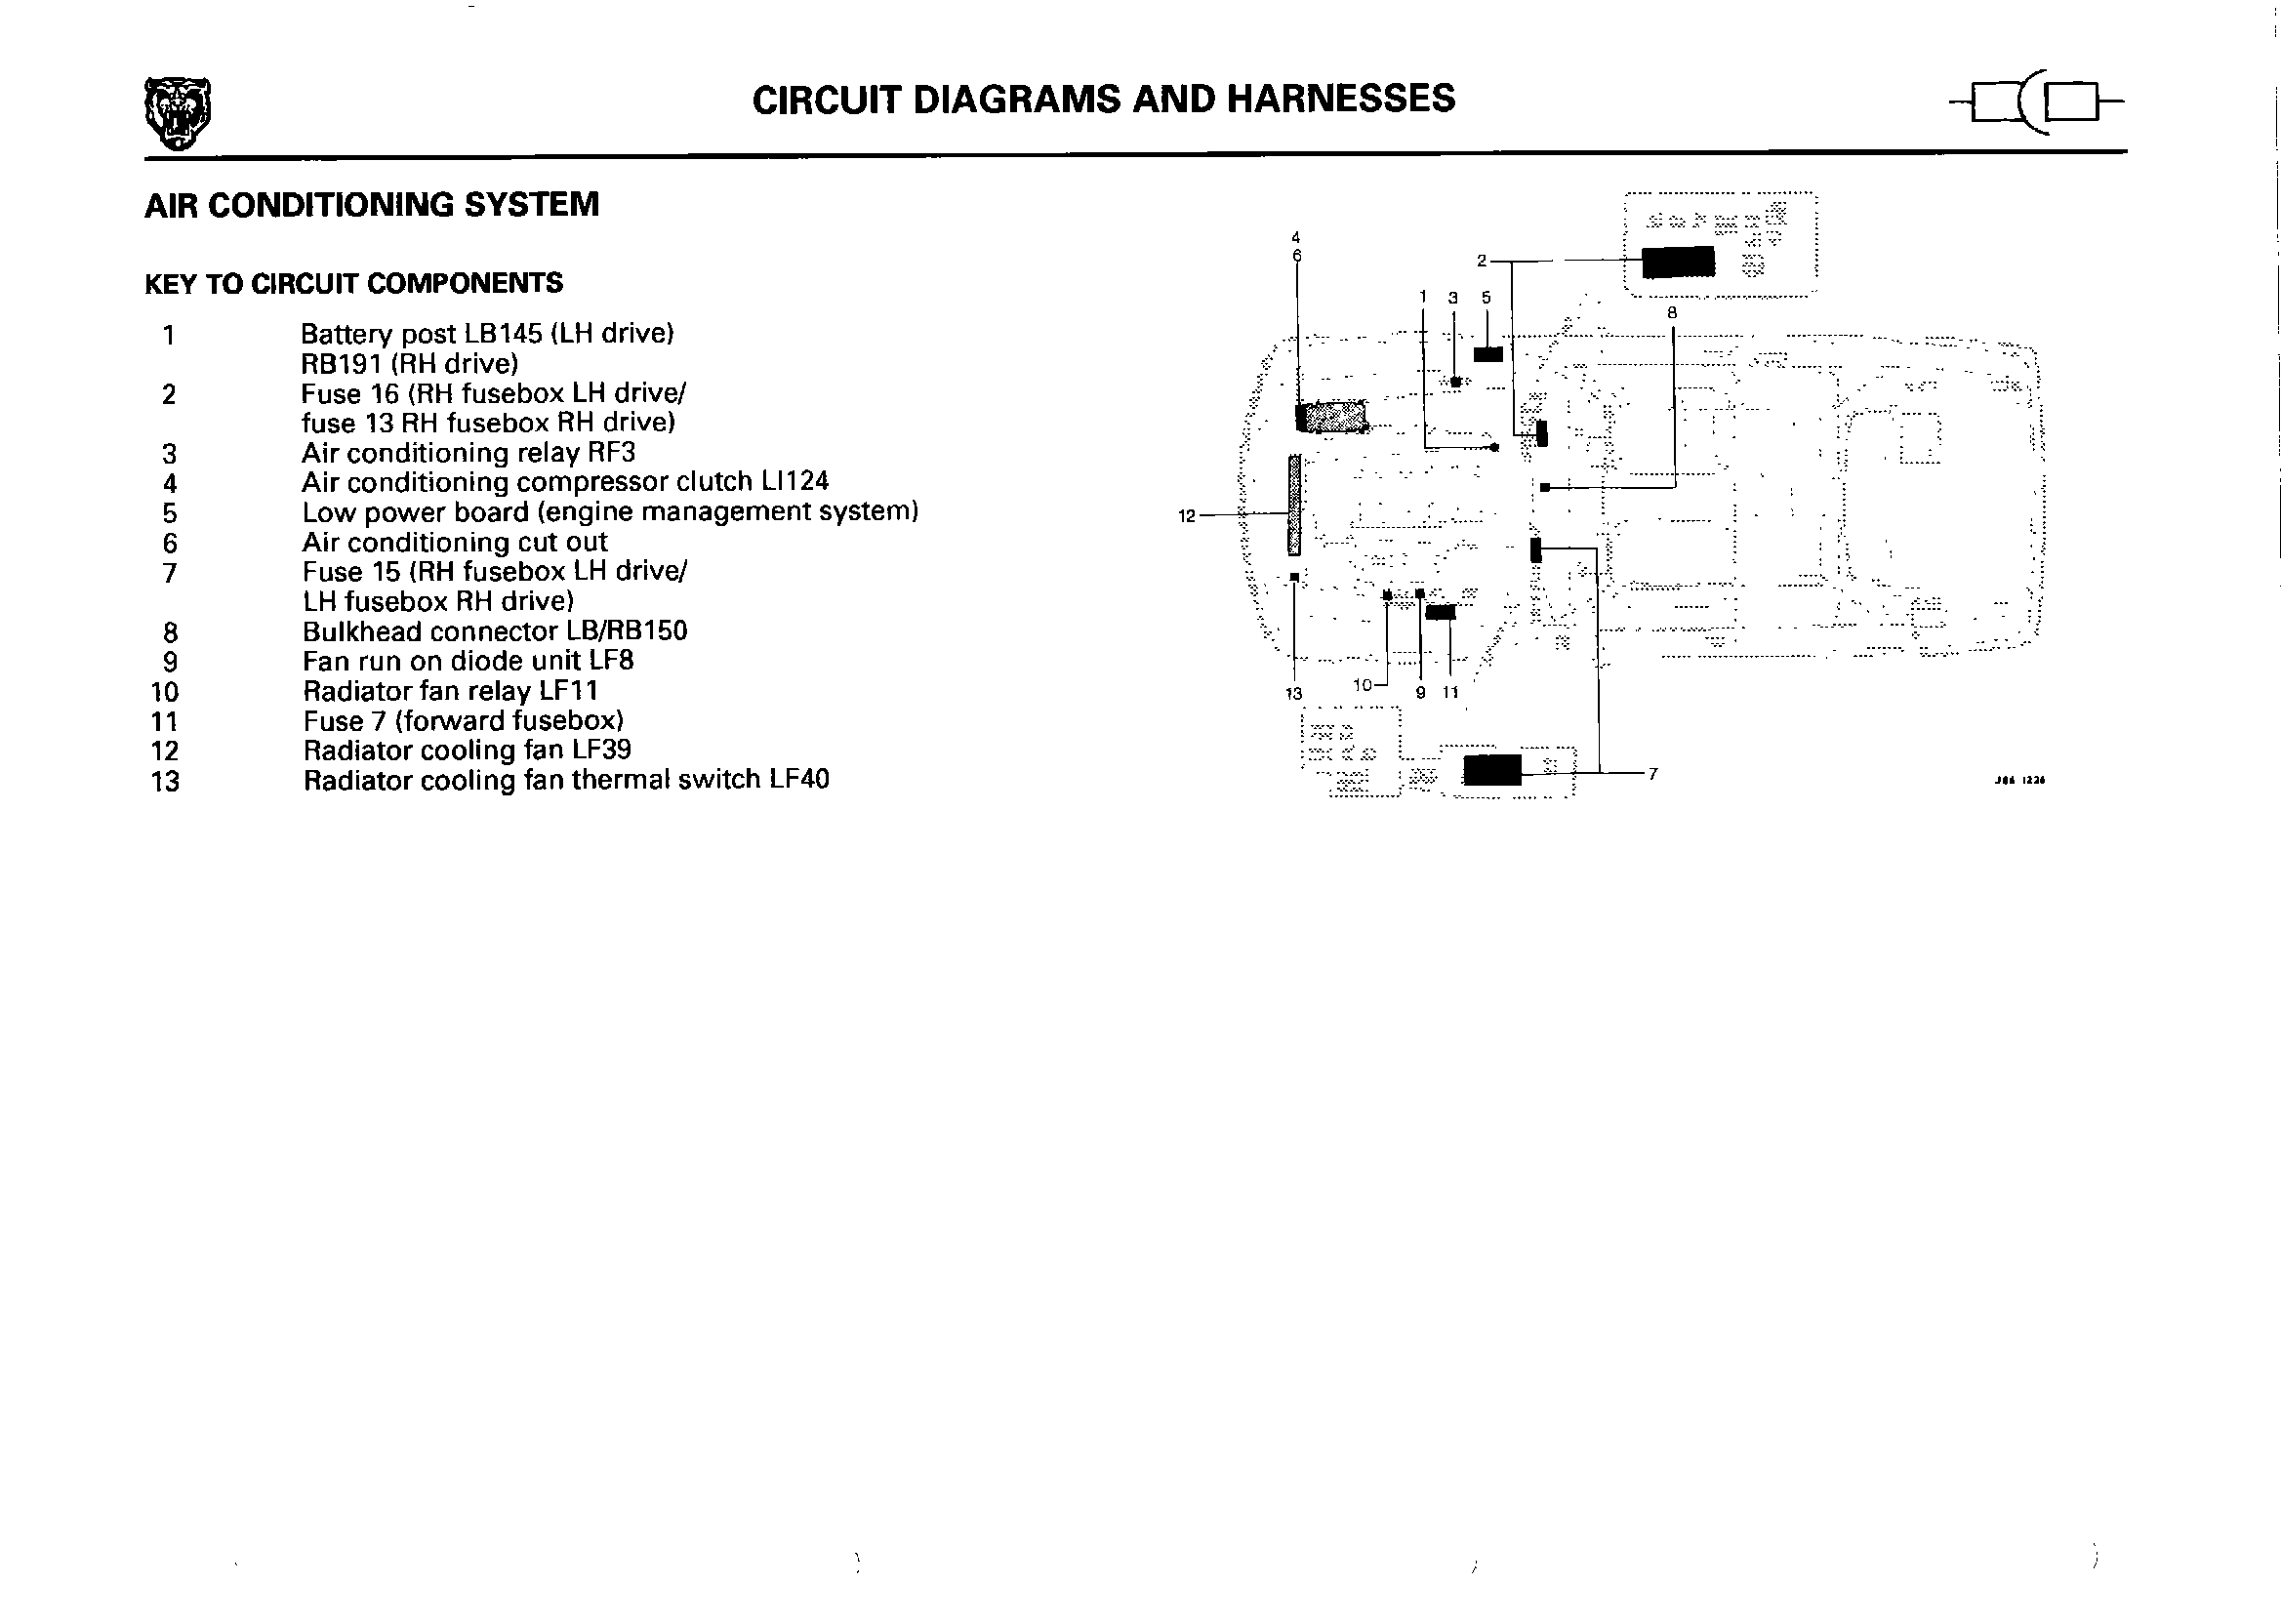 CIRCUIT DIAGRAMS AND HARNESSES
AIR CONDITIONING SYSTEM
KEY TO CIRCUIT COMPONENTS
1 Battery post LB145 (LH drive)
RB191 (RH drive)
2 Fuse 16 (RH fusebox LH drive/
fuse 13 RH fusebox RH drive)
3 Air conditioning relay RF3
4 Air conditioning compressor clutch LI124
5 Low power board (engine management system)
6 Air conditioning cut out
7 Fuse 15 (RH fusebox LH drive/
LH fusebox RH drive)
8 Bulkhead connector LB/RB150
9 Fan run on diode unit LF8
10 Radiator fan relay LF11
11 Fuse 7 (forward fusebox)
12 Radiator cooling fan LF39
13 Radiator cooling fan thermal switch LF40
4
6
2
1 3 5
8
12
13 10 9 11
7
J86 1226